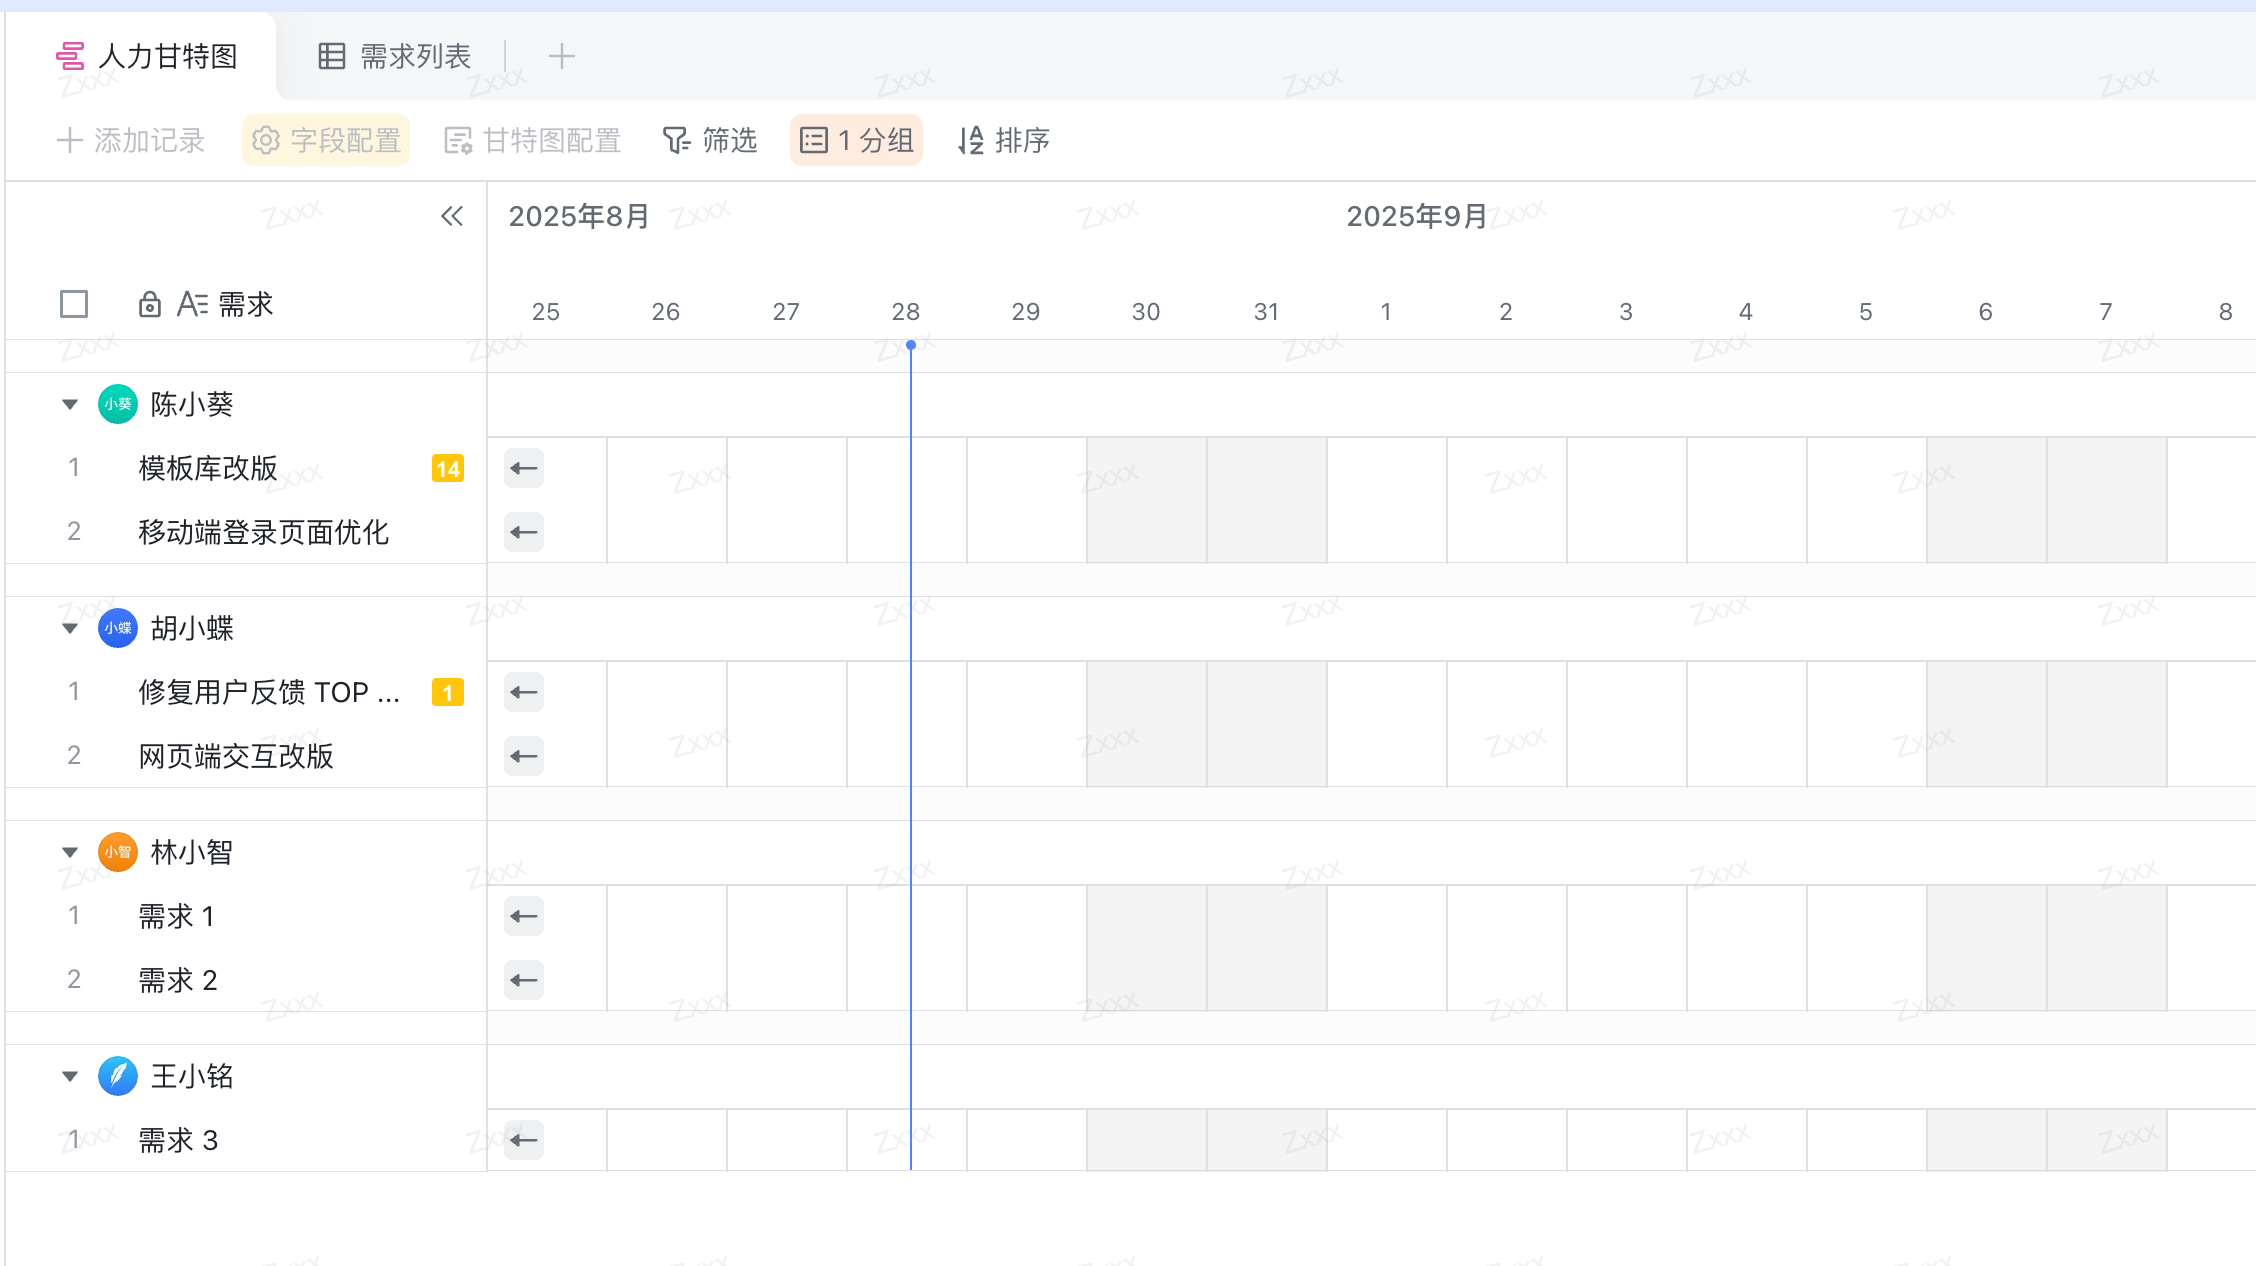 人力甘特图 需求列表
添加记录 字段配置 甘特图配置 筛选 1 分组 排序
2025年8月 2025年9月
需求 25 26 27 28 29 30 31 1 2 3 4 5 6 7 8
小葵 陈小葵
1 模板库改版 14
2 移动端登录页面优化
小蝶 胡小蝶
1 修复用户反馈 TOP ... 1
2 网页端交互改版
小智 林小智
1 需求 1
2 需求 2
王小铭
1 需求 3
Zxxx